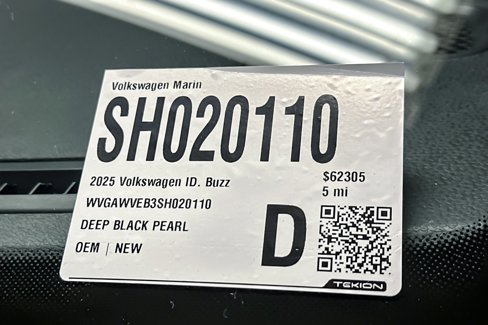 Volkswagen Marin
SH020110
2025 Volkswagen ID. Buzz
$62305
WVGAWVEB3SH020110
5 mi
DEEP BLACK PEARL
OEM | NEW
D
TEKION